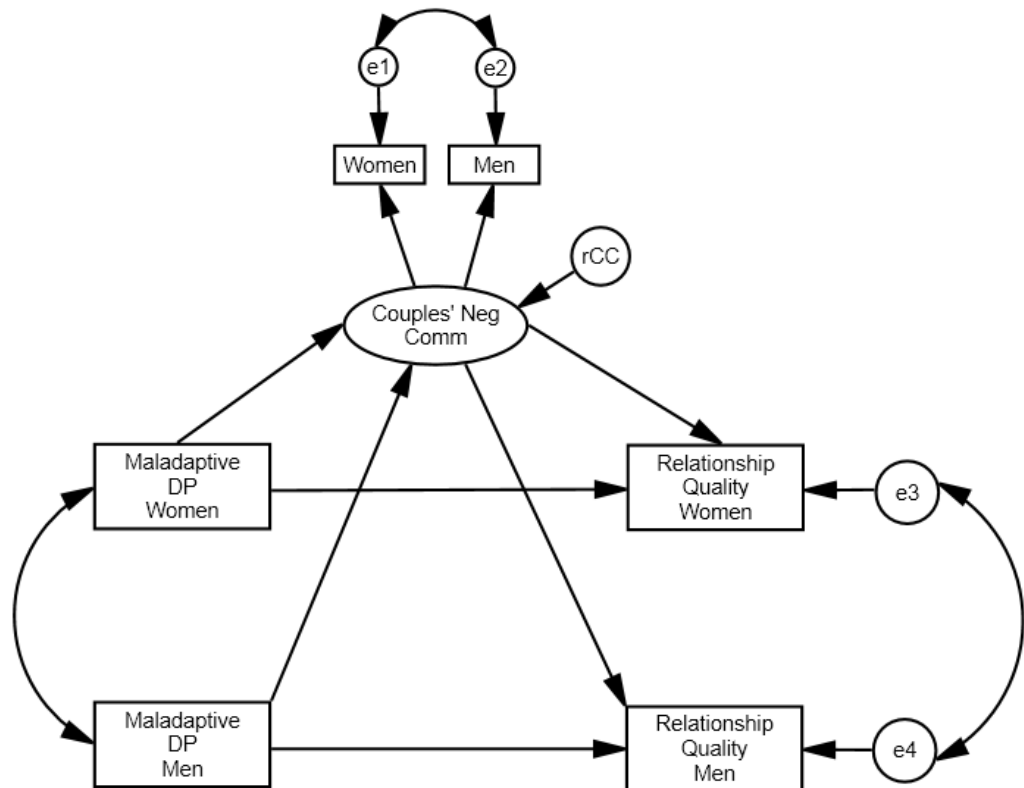 e1
e2
Women
Men
rCC
Couples' Neg
Comm
Maladaptive
DP
Women
Relationship
Quality
Women
e3
Maladaptive
DP
Men
Relationship
Quality
Men
e4